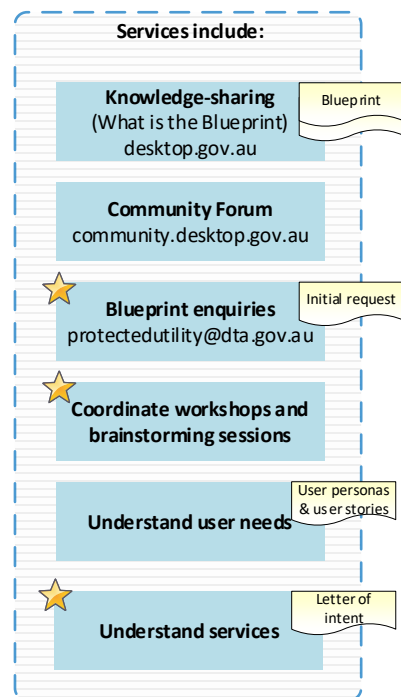 Services include:
Knowledge-sharing
(What is the Blueprint)
desktop.gov.au
Blueprint
Community Forum
community.desktop.gov.au
Blueprint enquiries
protectedutility@dta.gov.au
Initial request
Coordinate workshops and
brainstorming sessions
Understand user needs
User personas
& user stories
Understand services
Letter of
intent